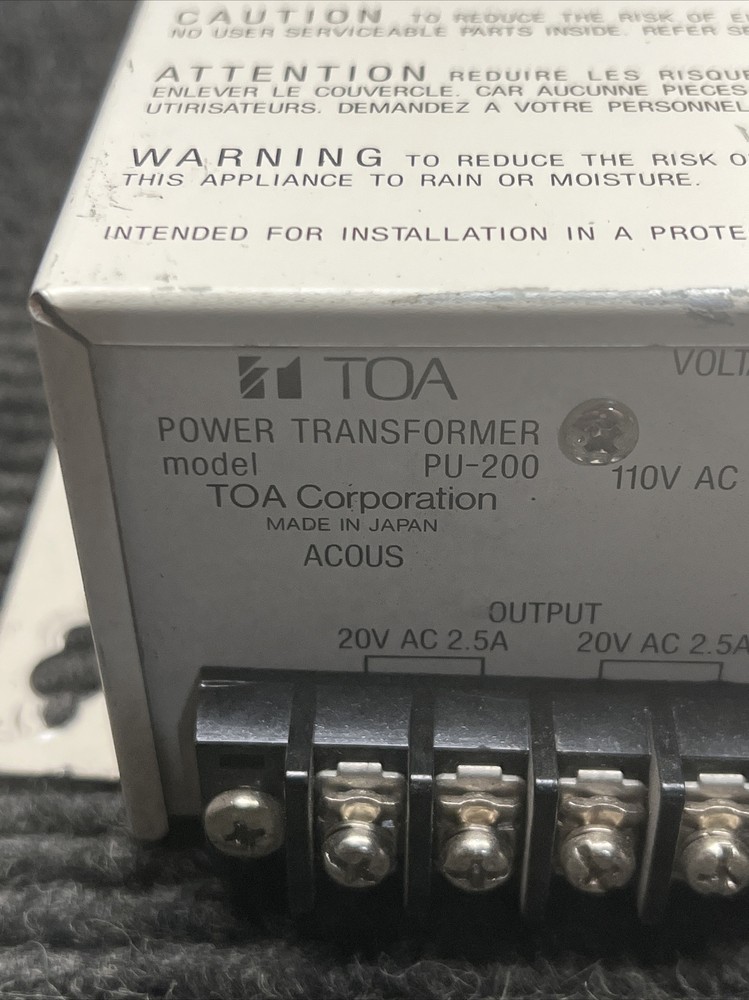 CAUTION TO REDUCE THE RISK OF
NO USER SERVICEABLE PARTS INSIDE. REFER
ATTENTION REDUIRE LES RISQUE
ENLEVER LE COUVERCLE. CAR AUCUNNE PIECES
UTIRISATEURS. DEMANDEZ A VOTRE PERSONNEL
WARNING TO REDUCE THE RISK O
THIS APPLIANCE TO RAIN OR MOISTURE.
INTENDED FOR INSTALLATION IN A PROTE
TOA
VOLT
POWER TRANSFORMER
model PU-200
110V AC
TOA Corporation
MADE IN JAPAN
ACOUS
OUTPUT
20V AC 2.5A 20V AC 2.5A